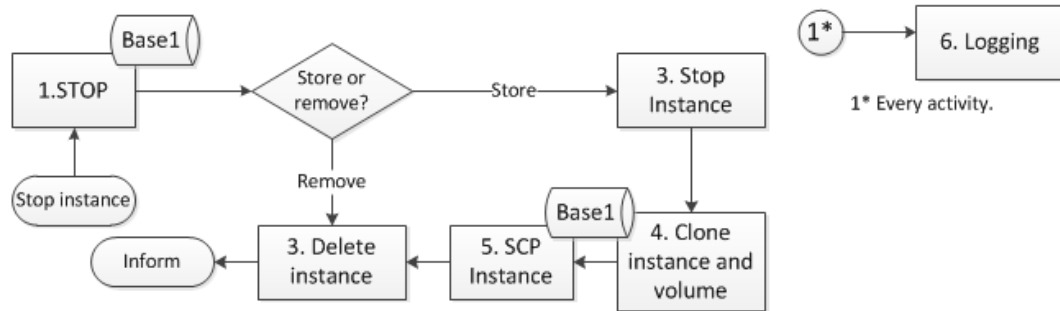 Base1
1.STOP
Store or
remove?
Store
3. Stop
Instance
1*
6. Logging
1* Every activity.
Stop instance
Remove
Base1
Inform
3. Delete
instance
5. SCP
Instance
4. Clone
instance and
volume